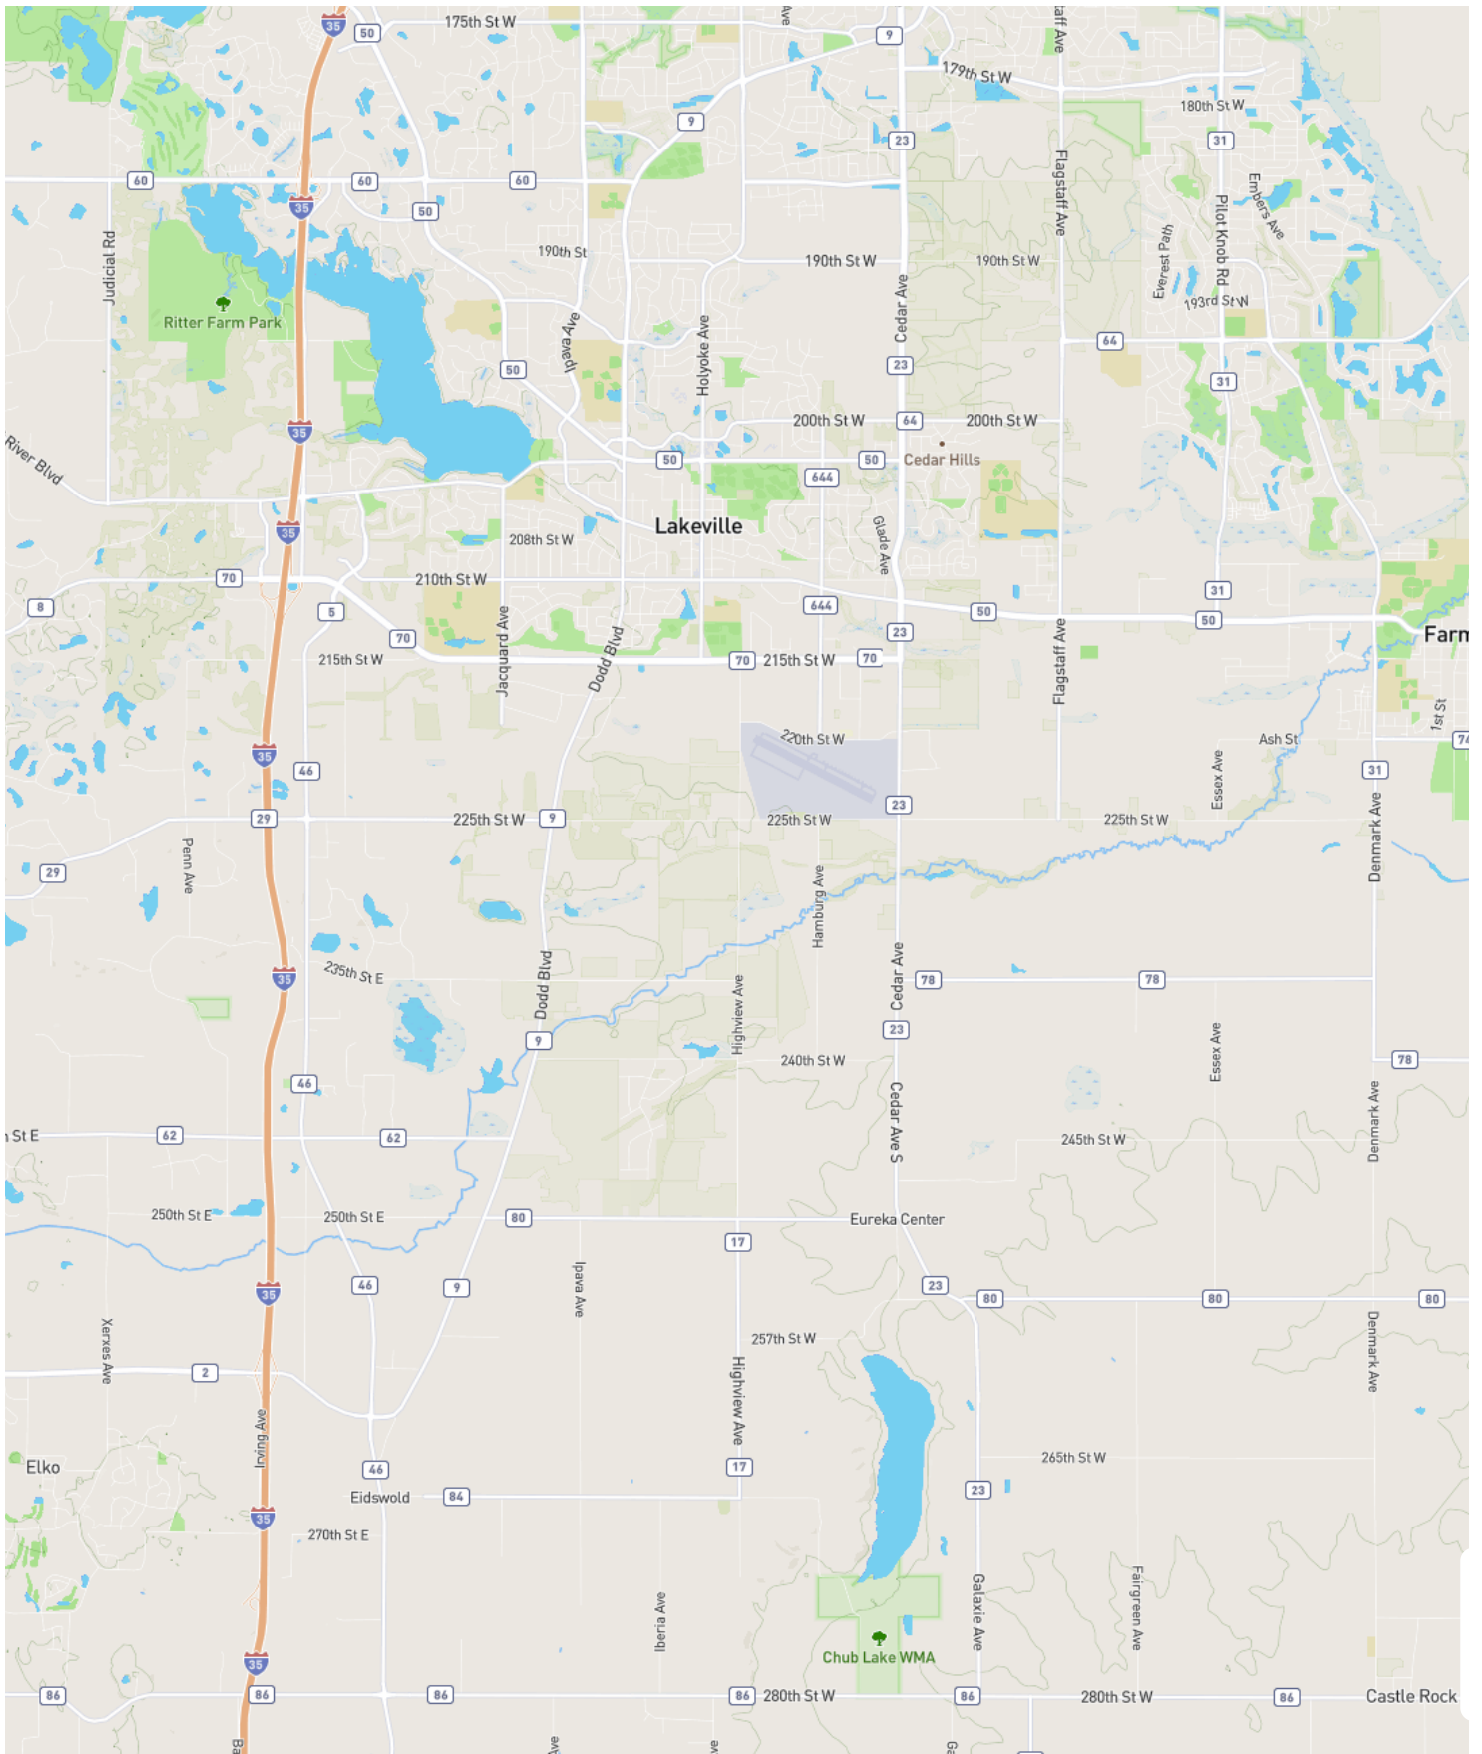 35
50
175th St W
Ave
9
aff Ave
179th St W
180th St W
9
23
31
60
60
60
35
50
Flagstaff Ave
Pilot Knob Rd
Embers Ave
Judicial Rd
190th St
190th St W
190th St W
Everest Path
193rd St W
Ritter Farm Park
Ipava Ave
Holyoke Ave
Cedar Ave
64
50
23
31
35
200th St W
64
200th St W
River Blvd
50
50
Cedar Hills
644
Lakeville
35
208th St W
Glade Ave
70
210th St W
8
5
644
50
31
50
70
23
Farm
215th St W
Jacquard Ave
Dodd Blvd
70
215th St W
70
Flagstaff Ave
1st St
220th St W
Ash St
74
35
46
Essex Ave
31
23
29
225th St W
9
225th St W
225th St W
Penn Ave
Denmark Ave
29
Hamburg Ave
235th St E
35
Dodd Blvd
Highview Ave
Cedar Ave
78
78
23
9
240th St W
Essex Ave
78
46
Cedar Ave S
Denmark Ave
St E
62
62
245th St W
250th St E
250th St E
80
Eureka Center
17
35
46
9
Ipava Ave
23
80
80
80
Xerxes Ave
257th St W
Denmark Ave
2
Highview Ave
Irving Ave
Elko
46
17
265th St W
Eidswold
84
23
35
270th St E
Iberia Ave
Galaxie Ave
Fairgreen Ave
Chub Lake WMA
35
86
86
86
86
280th St W
86
280th St W
86
Castle Rock
Ba
Ave
ve
Ga